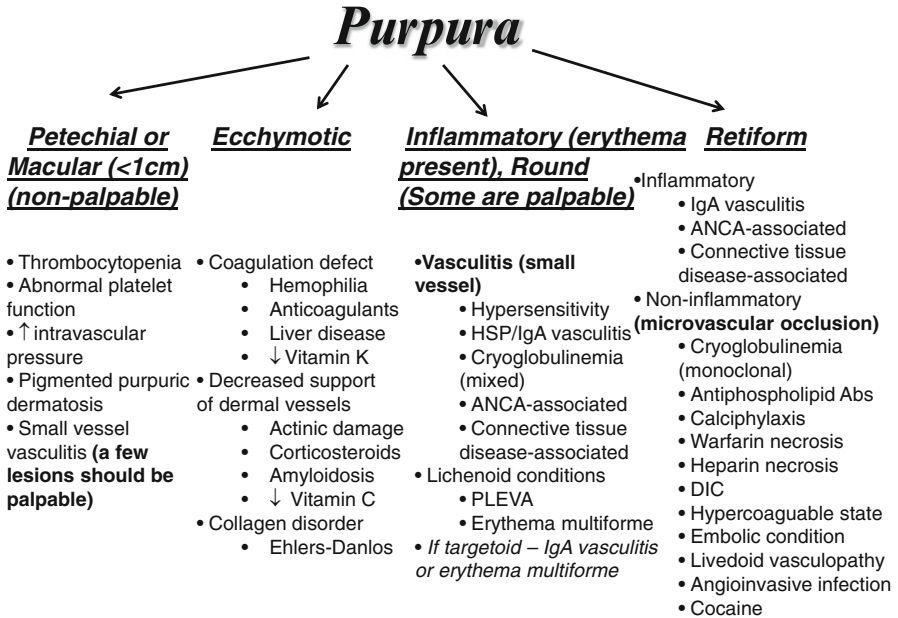 Purpura
Petechial or
Macular (<1cm)
(non-palpable)
• Thrombocytopenia
• Abnormal platelet
function
• ↑ intravascular
pressure
• Pigmented purpuric
dermatosis
• Small vessel
vasculitis (a few
lesions should be
palpable)
Ecchymotic
• Coagulation defect
• Hemophilia
• Anticoagulants
• Liver disease
• ↓ Vitamin K
• Decreased support
of dermal vessels
• Actinic damage
• Corticosteroids
• Amyloidosis
• ↓ Vitamin C
• Collagen disorder
• Ehlers-Danlos
Inflammatory (erythema
present), Round
(Some are palpable)
•Vasculitis (small
vessel)
• Hypersensitivity
• HSP/IgA vasculitis
• Cryoglobulinemia
(mixed)
• ANCA-associated
• Connective tissue
disease-associated
• Lichenoid conditions
• PLEVA
• Erythema multiforme
• If targetoid – IgA vasculitis
or erythema multiforme
Retiform
•Inflammatory
• IgA vasculitis
• ANCA-associated
• Connective tissue
disease-associated
• Non-inflammatory
(microvascular occlusion)
• Cryoglobulinemia
(monoclonal)
• Antiphospholipid Abs
• Calciphylaxis
• Warfarin necrosis
• Heparin necrosis
• DIC
• Hypercoaguable state
• Embolic condition
• Livedoid vasculopathy
• Angioinvasive infection
• Cocaine